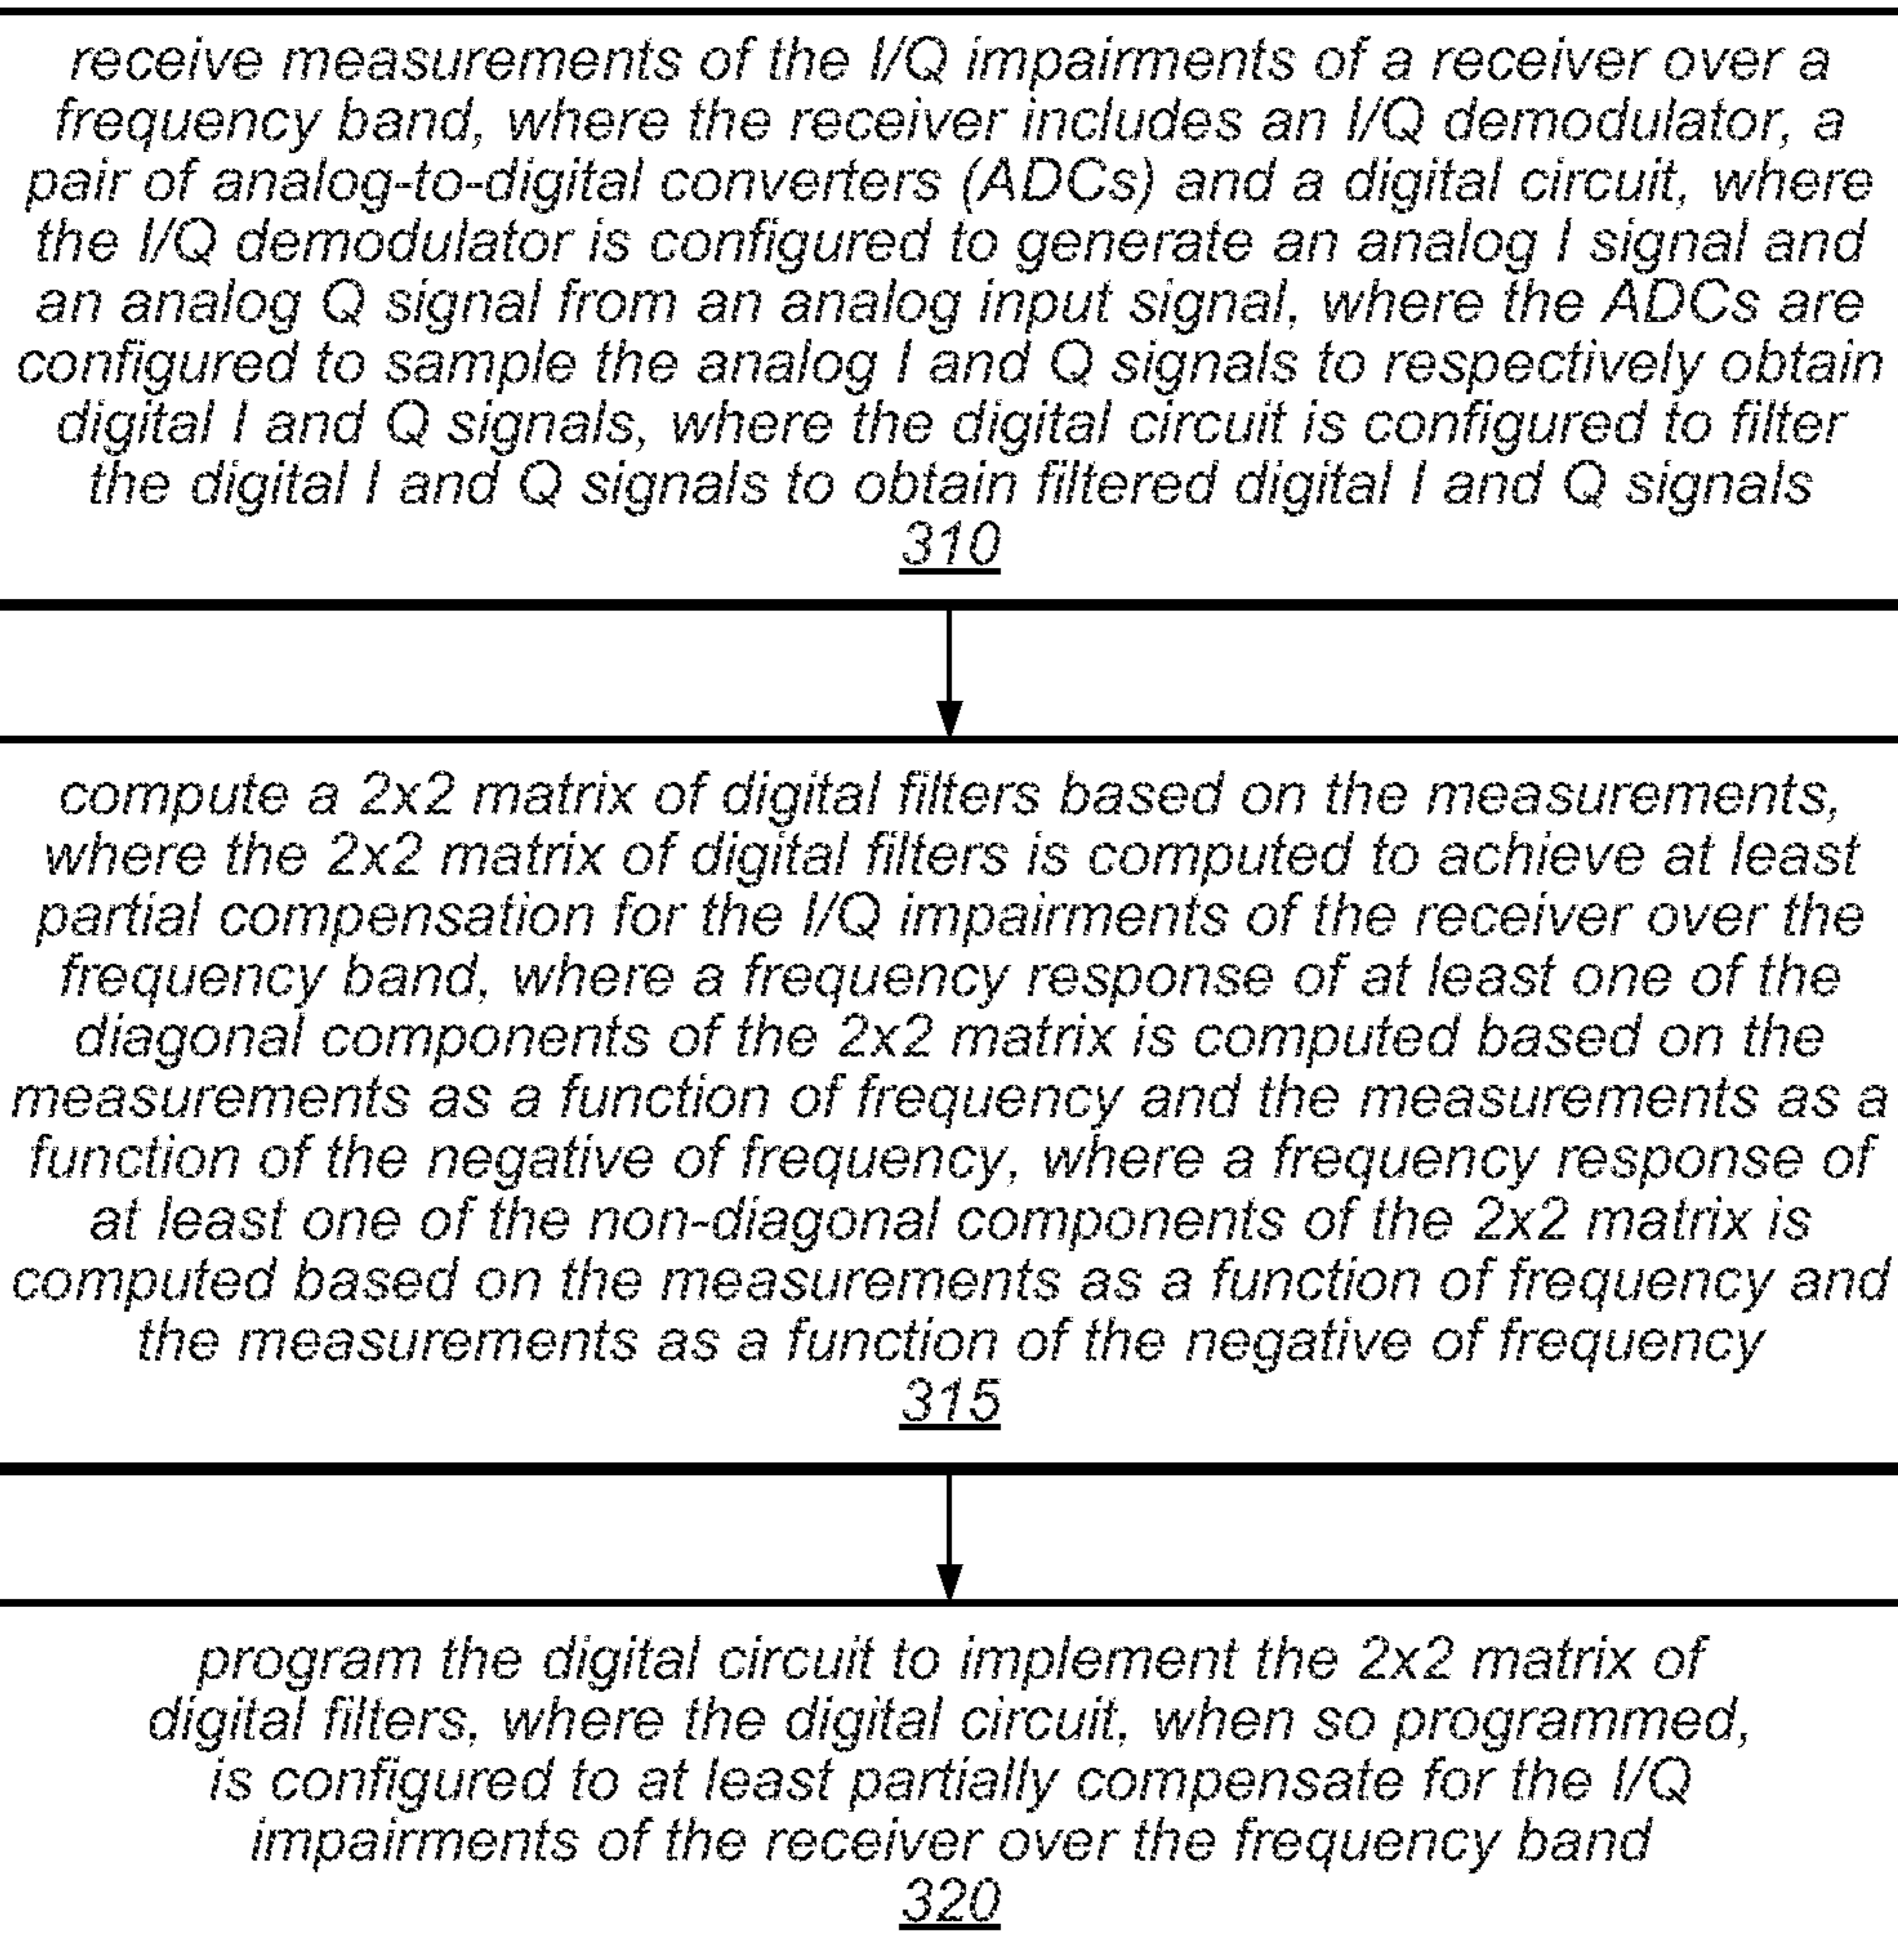 receive measurements of the I/Q impairments of a receiver over a
frequency band, where the receiver includes an I/Q demodulator, a
pair of analog-to-digital converters (ADCs) and a digital circuit, where
the I/Q demodulator is configured to generate an analog I signal and
an analog Q signal from an analog input signal, where the ADCs are
configured to sample the analog I and Q signals to respectively obtain
digital I and Q signals, where the digital circuit is configured to filter
the digital I and Q signals to obtain filtered digital I and Q signals
310
compute a 2x2 matrix of digital filters based on the measurements,
where the 2x2 matrix of digital filters is computed to achieve at least
partial compensation for the I/Q impairments of the receiver over the
frequency band, where a frequency response of at least one of the
diagonal components of the 2x2 matrix is computed based on the
measurements as a function of frequency and the measurements as a
function of the negative of frequency, where a frequency response of
at least one of the non-diagonal components of the 2x2 matrix is
computed based on the measurements as a function of frequency and
the measurements as a function of the negative of frequency
315
program the digital circuit to implement the 2x2 matrix of
digital filters, where the digital circuit, when so programmed,
is configured to at least partially compensate for the I/Q
impairments of the receiver over the frequency band
320